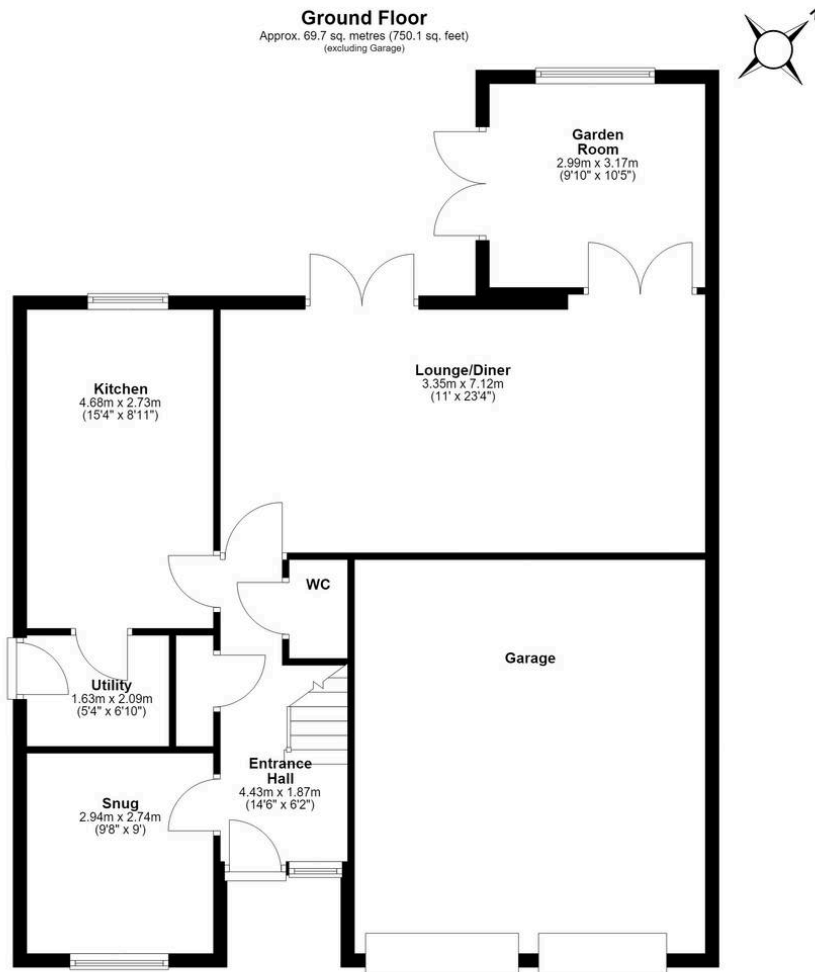 Ground Floor
Approx. 69.7 sq. metres (750.1 sq. feet)
(excluding Garage)
Garden
Room
2.99m x 3.17m
(9'10" x 10'5")
Kitchen
4.68m x 2.73m
(15'4" x 8'11")
Lounge/Diner
3.35m x 7.12m
(11' x 23'4")
WC
Garage
Utility
1.63m x 2.09m
(5'4" x 6'10")
Entrance
Hall
4.43m x 1.87m
(14'6" x 6'2")
Snug
2.94m x 2.74m
(9'8" x 9')